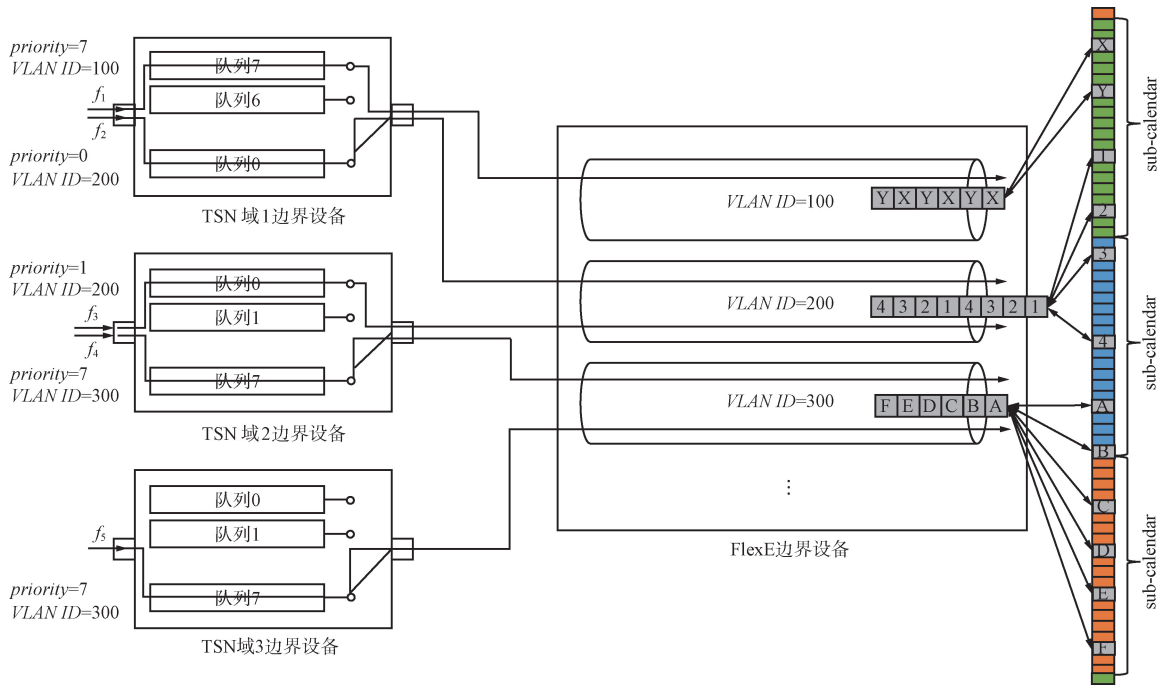 priority=7
VLAN ID=100
f1
f2
priority=0
VLAN ID=200
队列7
队列6
队列0
TSN 域1边界设备
priority=1
VLAN ID=200
f3
f4
priority=7
VLAN ID=300
队列0
队列1
队列7
TSN 域2边界设备
f5
priority=7
VLAN ID=300
队列0
队列1
队列7
TSN域3边界设备
VLAN ID=100
Y X Y X Y X
VLAN ID=200
4 3 2 1 4 3 2 1
VLAN ID=300
F E D C B A
⋮
FlexE边界设备
X
Y
1
2
3
4
A
B
C
D
E
F
sub-calendar
sub-calendar
sub-calendar